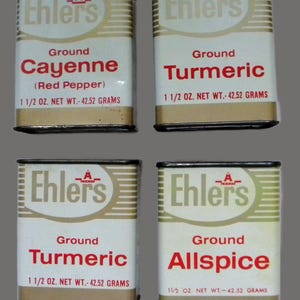 Ehlers
Ground
Cayenne
(Red Pepper)
1 1/2 OZ. NET WT.- 42.52 GRAMS
Ehlers
Ground
Turmeric
1 1/2 OZ. NET WT.- 42.52 GRAMS
Ehlers
Ground
Turmeric
1 1/2 OZ. NET WT.- 42.52 GRAMS
Ehlers
Ground
Allspice
1½ OZ. NET WT.—42.52 GRAMS